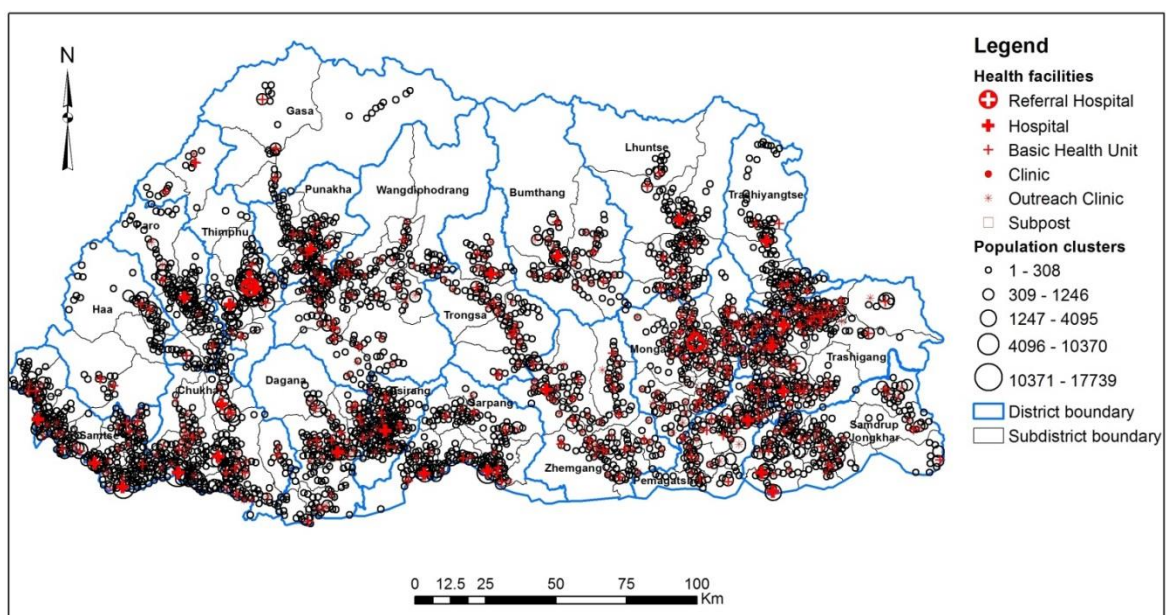 N
Gasa
Lhuntse
Punakha
Wangdiphodrang
Bumthang
Trashiyangtse
Paro
Thimphu
Haa
Trongsa
Mongar
Trashigang
Dagana
Chukha
Tsirang
Sarpang
Samtse
Samdrup
Jongkhar
Zhemgang
0 12.5 25 50 75 100
Km
Legend
Health facilities
Referral Hospital
Hospital
Basic Health Unit
Clinic
Outreach Clinic
Subpost
Population clusters
1 - 308
309 - 1246
1247 - 4095
4096 - 10370
10371 - 17739
District boundary
Subdistrict boundary